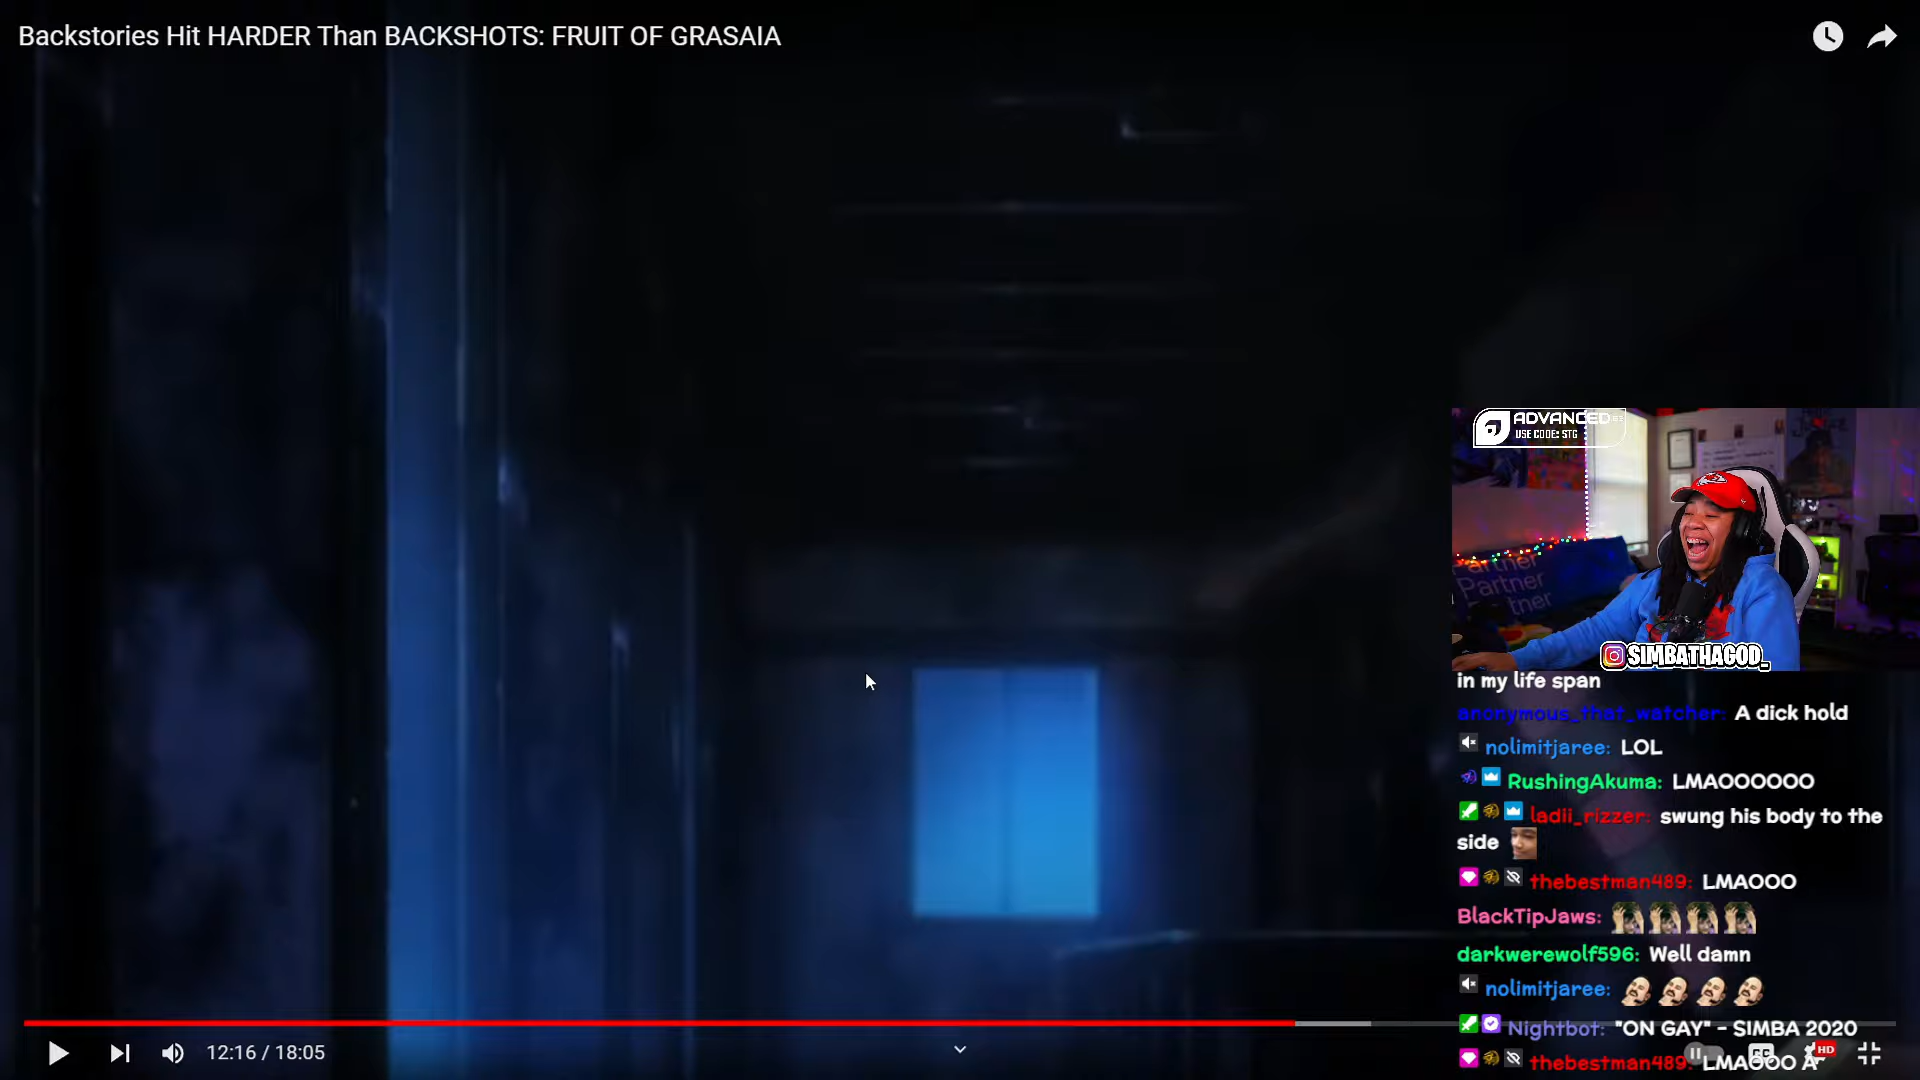 Backstories Hit HARDER Than BACKSHOTS: FRUIT OF GRASAIA
ADVANCED
USE CODE: STG
Partner
SIMBATHAGOD_
in my life span
anonymous_that_watcher: A dick hold
nolimitjaree: LOL
RushingAkuma: LMAOOOOOO
ladii_rizzer: swung his body to the
side
thebestman489: LMAOOO
BlackTipJaws:
darkwerewolf596: Well damn
nolimitjaree:
Nightbot: "ON GAY" - SIMBA 2020
thebestman489: LMAOOO A
12:16 / 18:05
HD